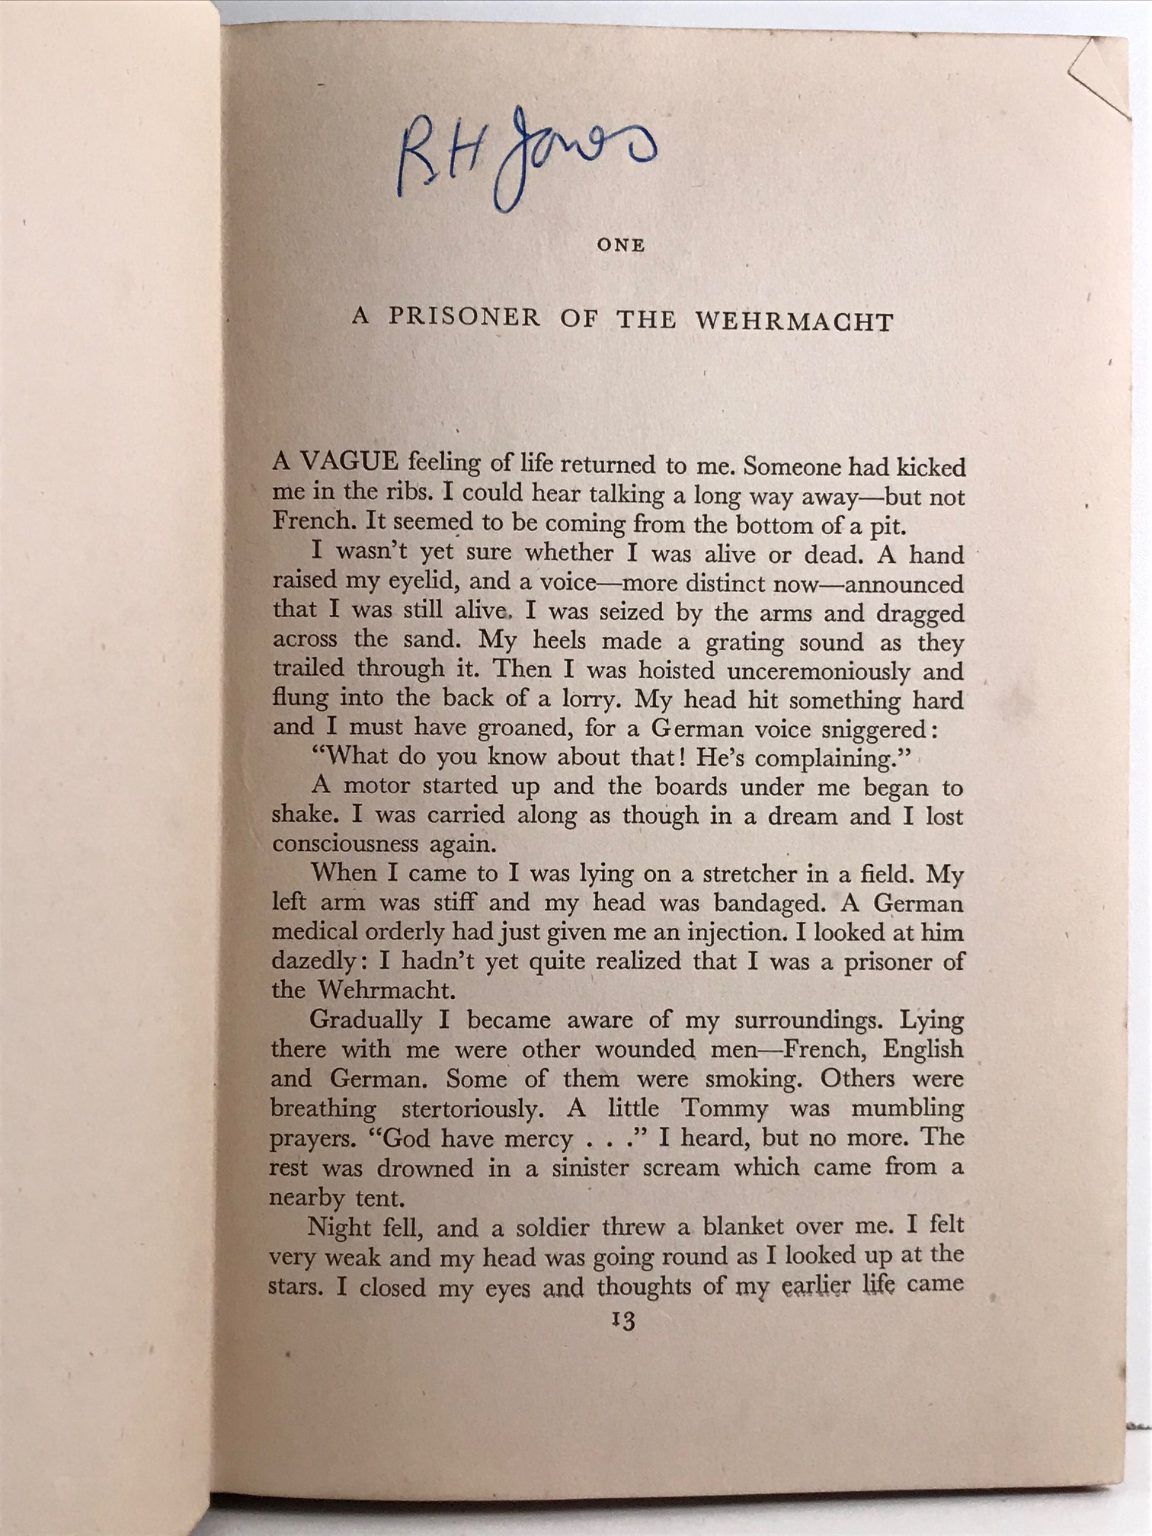 RH Jones
ONE
A PRISONER OF THE WEHRMACHT
A VAGUE feeling of life returned to me. Someone had kicked
me in the ribs. I could hear talking a long way away—but not
French. It seemed to be coming from the bottom of a pit.
I wasn't yet sure whether I was alive or dead. A hand
raised my eyelid, and a voice—more distinct now—announced
that I was still alive. I was seized by the arms and dragged
across the sand. My heels made a grating sound as they
trailed through it. Then I was hoisted unceremoniously and
flung into the back of a lorry. My head hit something hard
and I must have groaned, for a German voice sniggered:
“What do you know about that! He's complaining.”
A motor started up and the boards under me began to
shake. I was carried along as though in a dream and I lost
consciousness again.
When I came to I was lying on a stretcher in a field. My
left arm was stiff and my head was bandaged. A German
medical orderly had just given me an injection. I looked at him
dazedly: I hadn't yet quite realized that I was a prisoner of
the Wehrmacht.
Gradually I became aware of my surroundings. Lying
there with me were other wounded men—French, English
and German. Some of them were smoking. Others were
breathing stertoriously. A little Tommy was mumbling
prayers. “God have mercy . . .” I heard, but no more. The
rest was drowned in a sinister scream which came from a
nearby tent.
Night fell, and a soldier threw a blanket over me. I felt
very weak and my head was going round as I looked up at the
stars. I closed my eyes and thoughts of my earlier life came
13